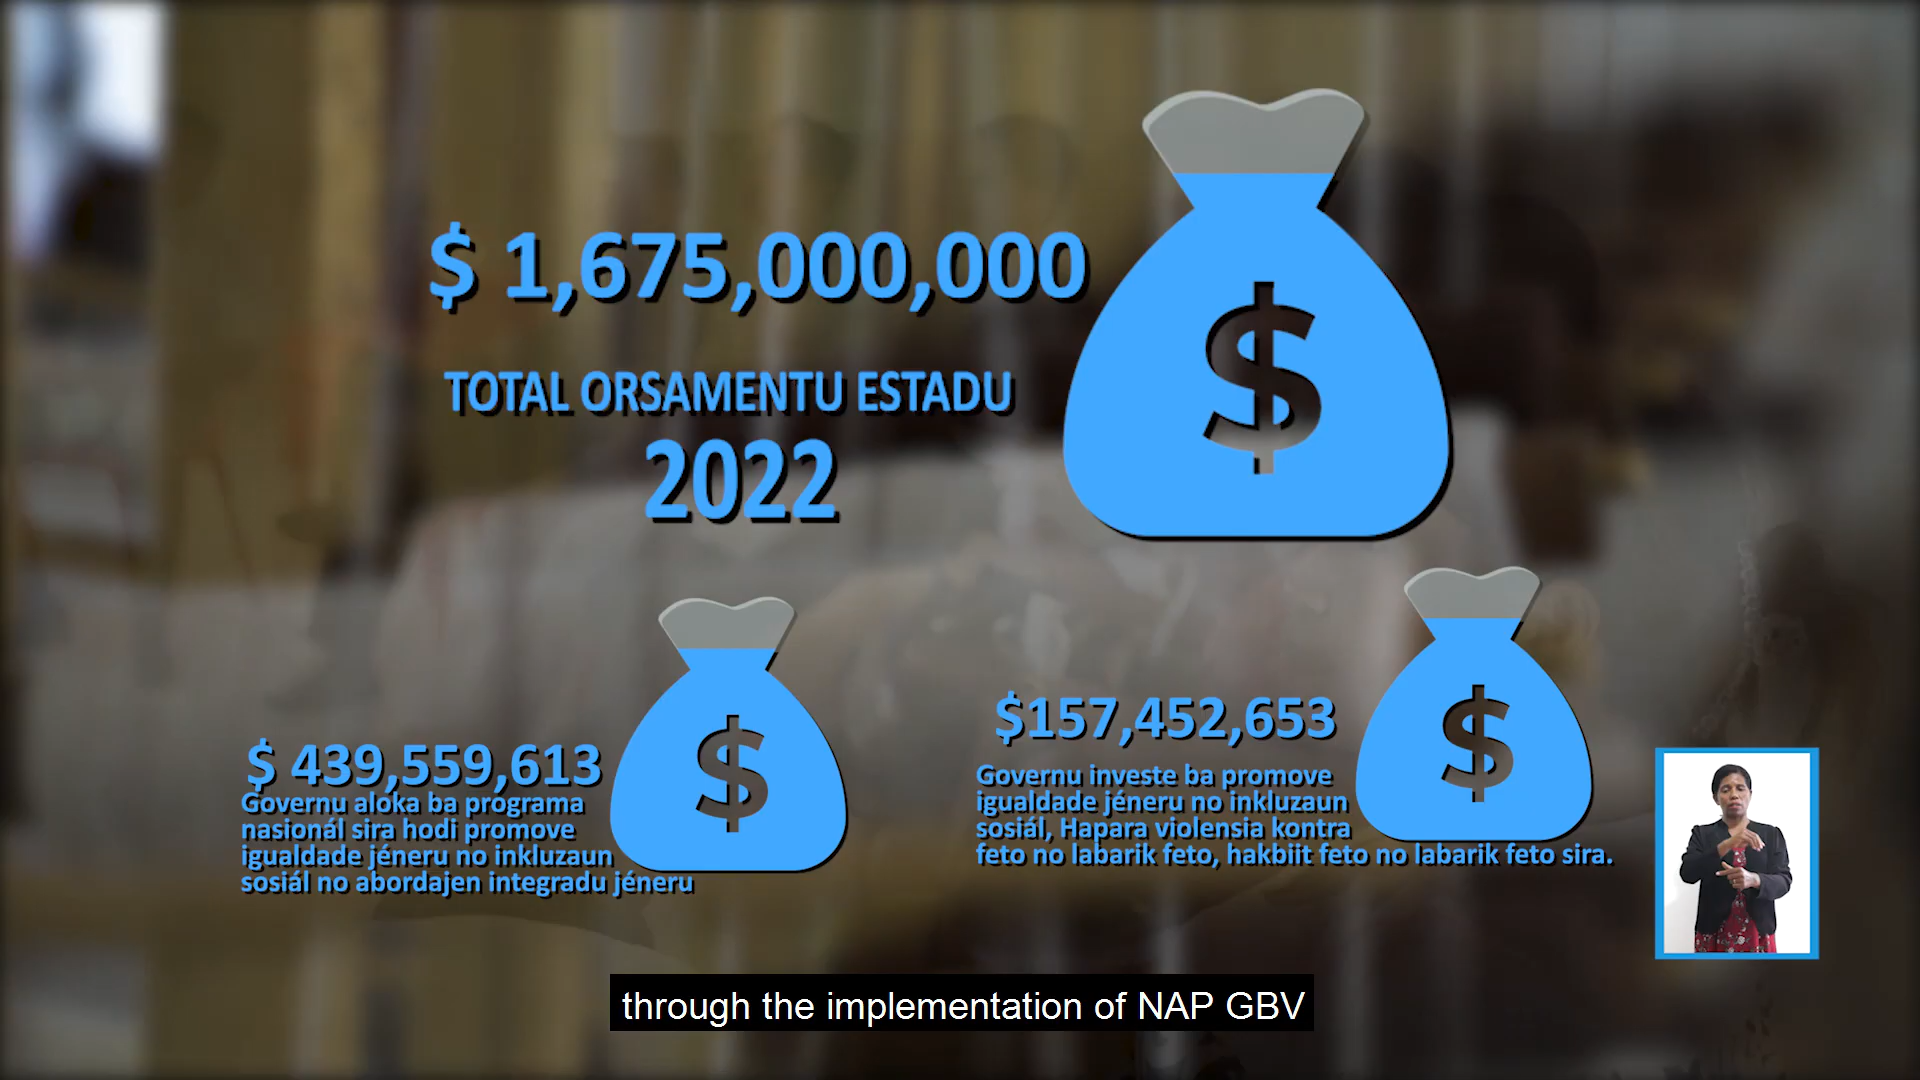 $ 1,675,000,000
TOTAL ORSAMENTU ESTADU
2022
$
$ 439,559,613
Governu aloka ba programa
nasionál sira hodi promove
igualdade jéneru no inkluzaun
sosiál no abordajen integradu jéneru
$
$157,452,653
Governu investe ba promove
igualdade jéneru no inkluzaun
sosiál, Hapara violensia kontra
feto no labarik feto, hakbiit feto no labarik feto sira.
$
through the implementation of NAP GBV